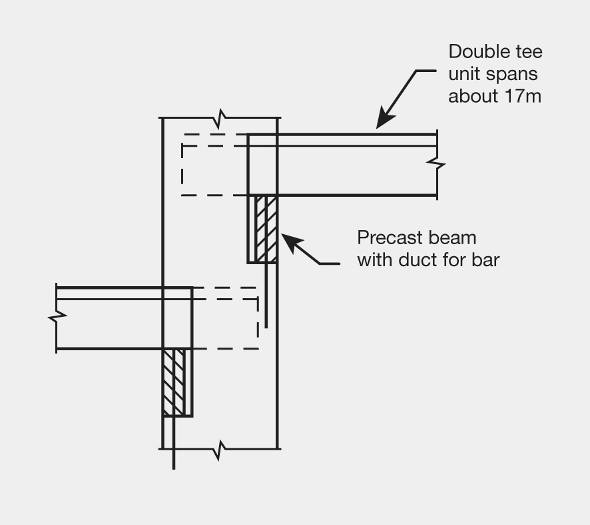 Double tee
unit spans
about 17m
Precast beam
with duct for bar